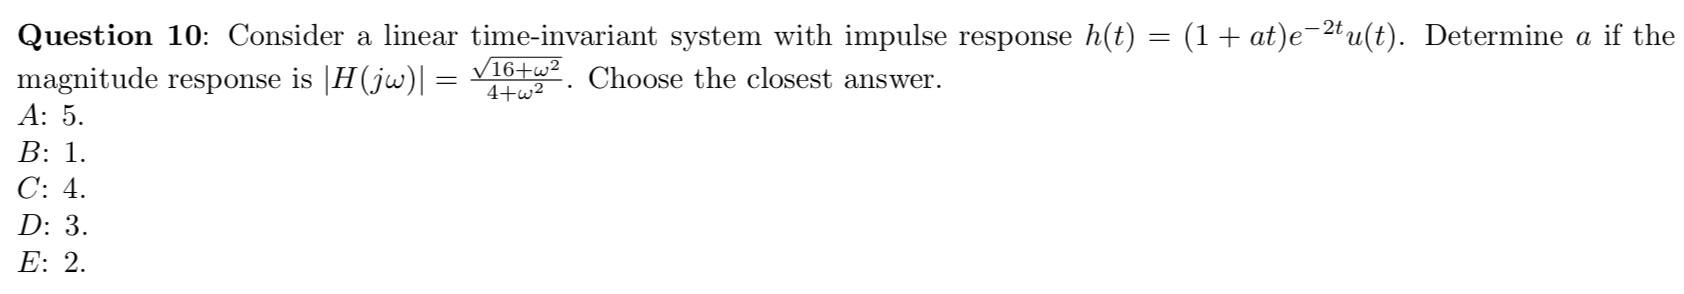 Question 10: Consider a linear time-invariant system with impulse response $h(t) = (1 + at)e^{-2t}u(t)$. Determine $a$ if the
magnitude response is $|H(j\omega)| = \frac{\sqrt{16+\omega^2}}{4+\omega^2}$. Choose the closest answer.
A: 5.
B: 1.
C: 4.
D: 3.
E: 2.